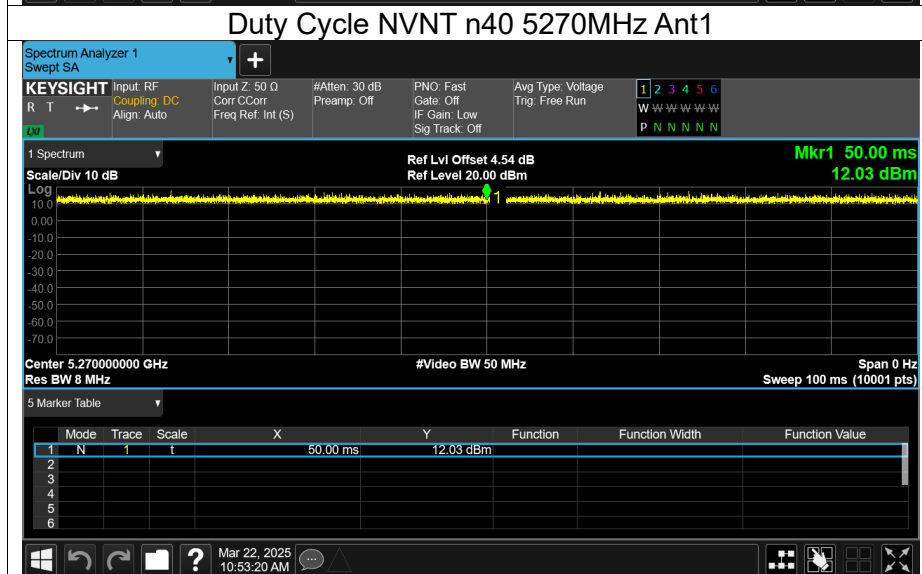 Duty Cycle NVNT n40 5270MHz Ant1
Spectrum Analyzer 1
Swept SA
+
KEYSIGHT
R T
LXI
Input: RF
Coupling: DC
Align: Auto
Input Z: 50 Ω
Corr CCorr
Freq Ref: Int (S)
#Atten: 30 dB
Preamp: Off
PNO: Fast
Gate: Off
IF Gain: Low
Sig Track: Off
Avg Type: Voltage
Trig: Free Run
1 2 3 4 5 6
W W W W W W
P N N N N N
1 Spectrum
Scale/Div 10 dB
Ref Lvl Offset 4.54 dB
Ref Level 20.00 dBm
Mkr1 50.00 ms
12.03 dBm
Log
10.0
0.00
-10.0
-20.0
-30.0
-40.0
-50.0
-60.0
-70.0
1
Center 5.270000000 GHz
Res BW 8 MHz
#Video BW 50 MHz
Span 0 Hz
Sweep 100 ms (10001 pts)
5 Marker Table
Mode Trace Scale X Y Function Function Width Function Value
1 N 1 t 50.00 ms 12.03 dBm
2
3
4
5
6
?
Mar 22, 2025
10:53:20 AM